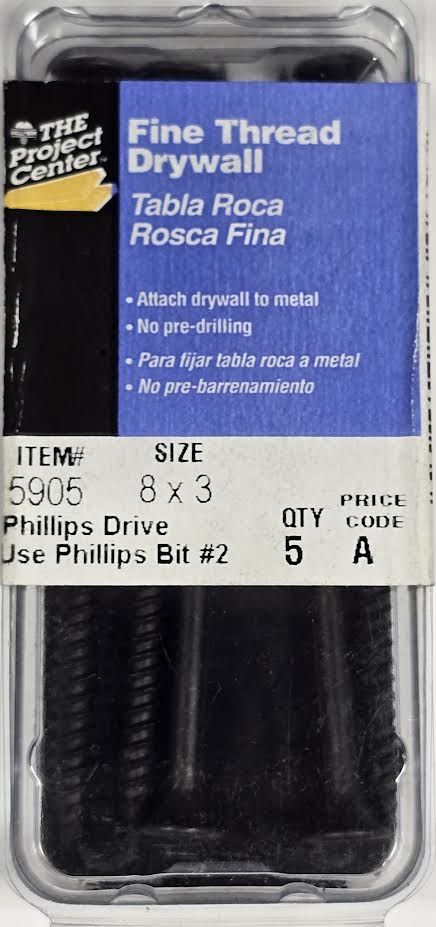 THE
Project
Center™
Fine Thread
Drywall
Tabla Roca
Rosca Fina
• Attach drywall to metal
• No pre-drilling
• Para fijar tabla roca a metal
• No pre-barrenamiento
ITEM# SIZE
5905 8 x 3
Phillips Drive
Use Phillips Bit #2
QTY PRICE CODE
5 A